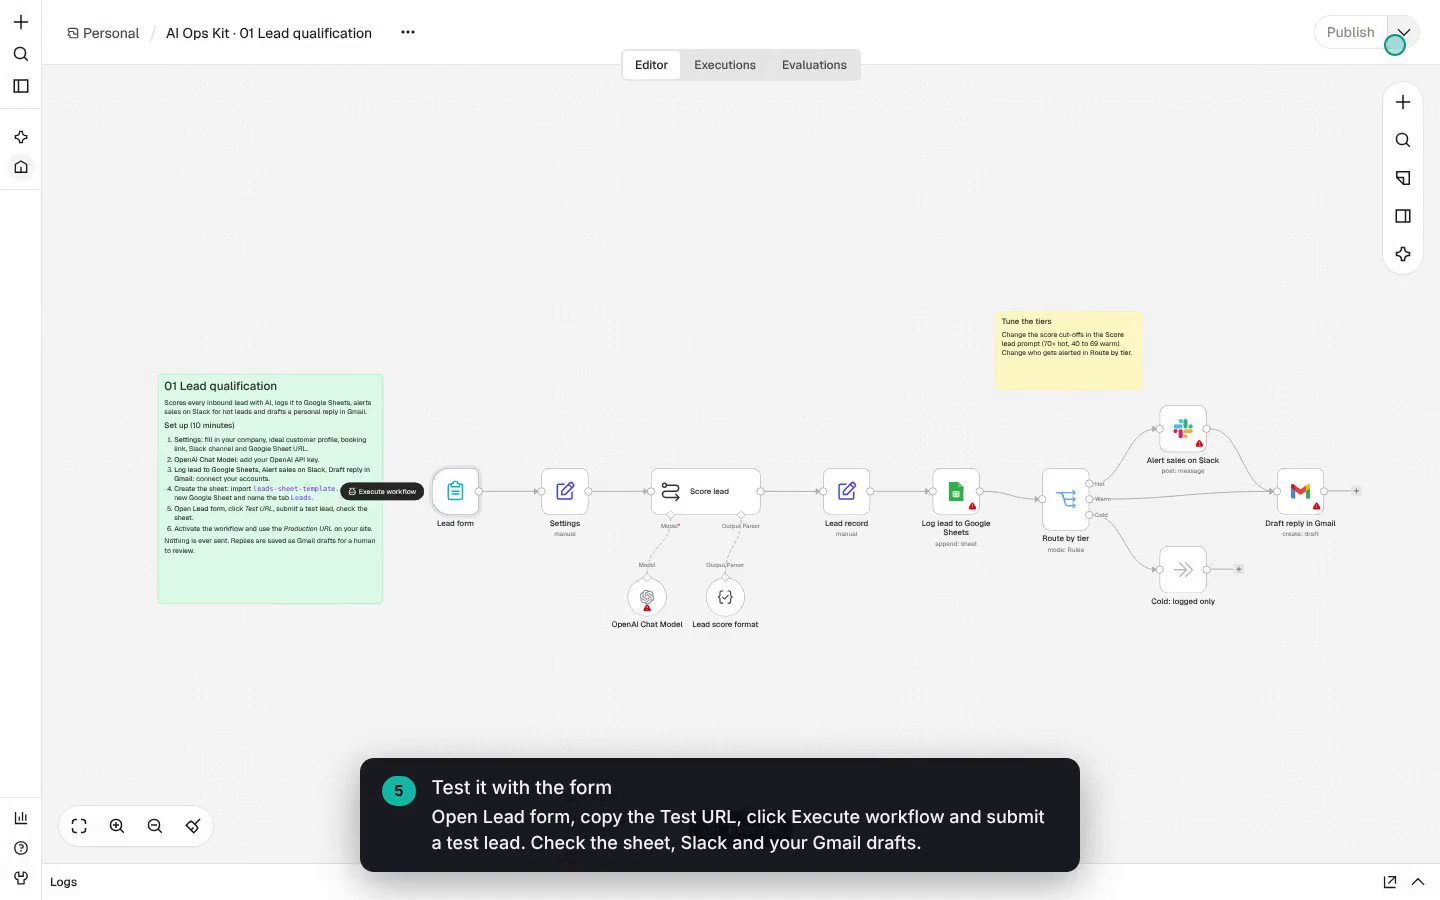 Personal / AI Ops Kit · 01 Lead qualification
Publish
Editor
Executions
Evaluations
Tune the tiers
Change the score cut-offs in the Score
lead prompt (70+ hot, 40 to 69 warm).
Change who gets alerted in Route by tier.
01 Lead qualification
Scores every inbound lead with AI, logs it to Google Sheets, alerts
sales on Slack for hot leads and drafts a personal reply in Gmail.
Set up (10 minutes)
1. Settings: fill in your company, ideal customer profile, booking
link, Slack channel and Google Sheet URL.
2. OpenAI Chat Model: add your OpenAI API key.
3. Log lead to Google Sheets, Alert sales on Slack, Draft reply in
Gmail: connect your accounts.
4. Create the sheet: import leads-sheet-template.
new Google Sheet and name the tab Leads.
5. Open Lead form, click Test URL, submit a test lead, check the
sheet.
6. Activate the workflow and use the Production URL on your site.
Nothing is ever sent. Replies are saved as Gmail drafts for a human
to review.
Execute workflow
Lead form
Settings
manual
Score lead
Model*
Output Parser
Model
Output Parser
OpenAI Chat Model
Lead score format
Lead record
manual
Log lead to Google
Sheets
append: sheet
Hot
Warm
Cold
Route by tier
mode: Rules
Alert sales on Slack
post: message
Draft reply in Gmail
create: draft
Cold: logged only
5
Test it with the form
Open Lead form, copy the Test URL, click Execute workflow and submit
a test lead. Check the sheet, Slack and your Gmail drafts.
Logs